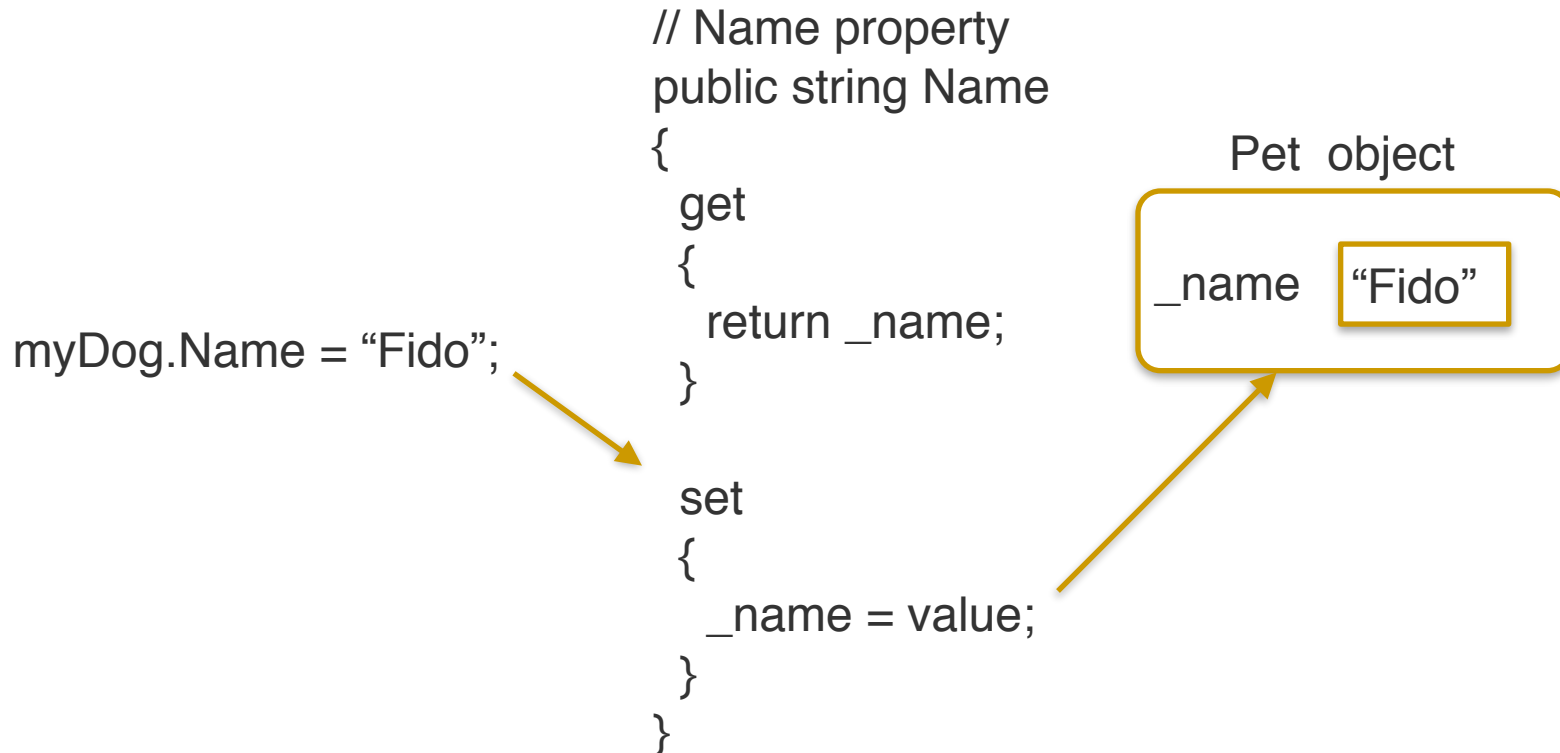 // Name property
public string Name
{
get
{
return _name;
}
set
{
_name = value;
}
}
myDog.Name = “Fido”;
Pet object
_name “Fido”